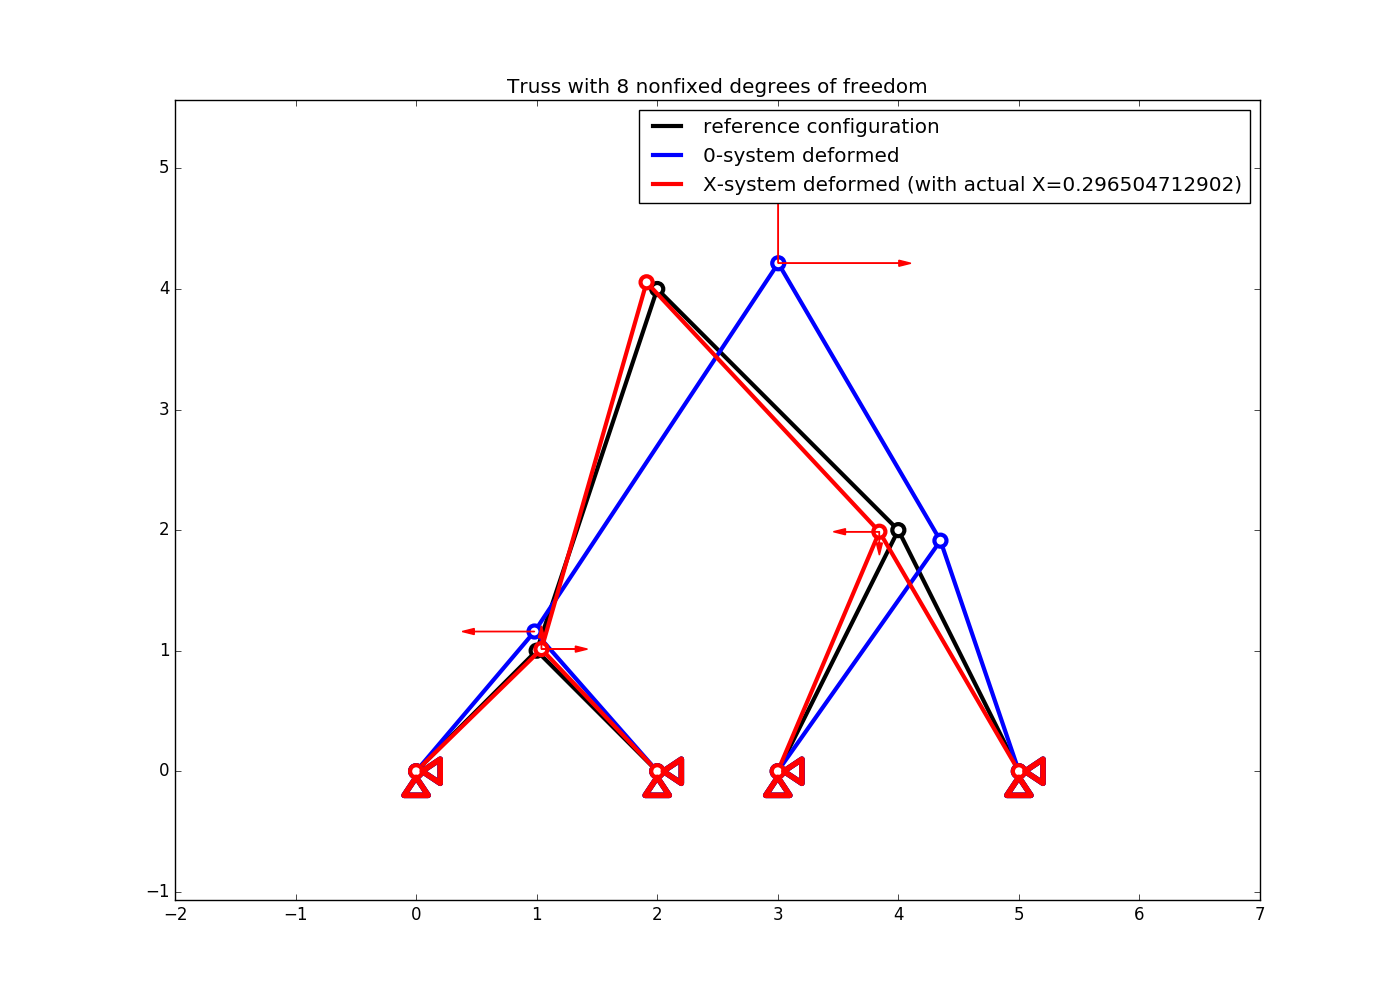 Truss with 8 nonfixed degrees of freedom
reference configuration
0-system deformed
X-system deformed (with actual X=0.296504712902)
5
4
3
2
1
0
−1
−2 −1 0 1 2 3 4 5 6 7